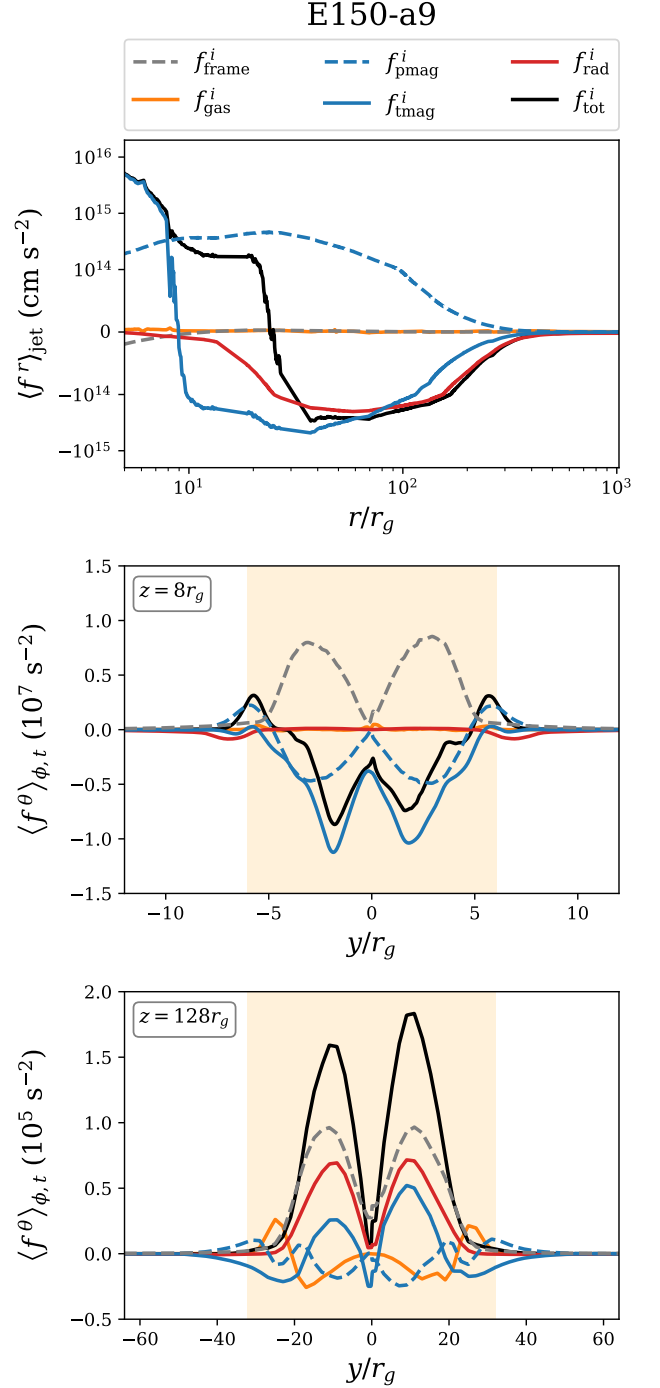 E150-a9
f^i_frame f^i_pmag f^i_rad
f^i_gas f^i_tmag f^i_tot
10^16
10^15
10^14
0
-10^14
-10^15
⟨f^r⟩_jet (cm s^−2)
10^1 10^2 10^3
r/r_g
z = 8r_g
1.5
1.0
0.5
0.0
−0.5
−1.0
−1.5
⟨f^θ⟩_ϕ,t (10^7 s^−2)
−10 −5 0 5 10
y/r_g
z = 128r_g
2.0
1.5
1.0
0.5
0.0
−0.5
⟨f^θ⟩_ϕ,t (10^5 s^−2)
−60 −40 −20 0 20 40 60
y/r_g